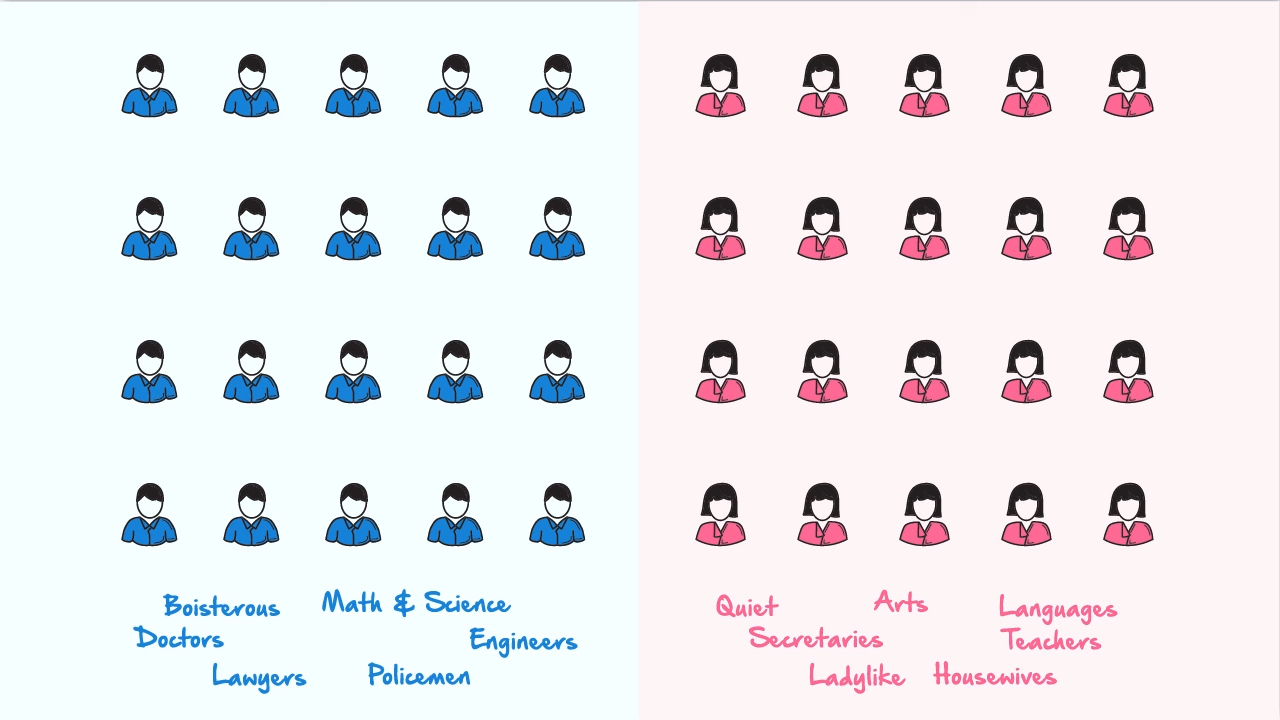 Boisterous Math & Science
Doctors Engineers
Lawyers Policemen
Quiet Arts Languages
Secretaries Teachers
Ladylike Housewives